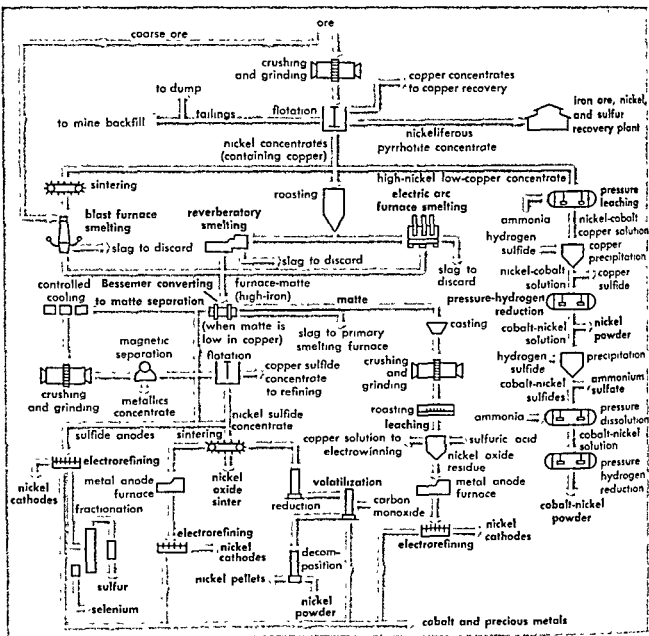 ore
coarse ore
crushing
and grinding
copper concentrates
to copper recovery
to dump
flotation
tailings
to mine backfill
iron ore, nickel,
and sulfur
recovery plant
nickeliferous
pyrrhotite concentrate
nickel concentrates
(containing copper)
high-nickel low-copper concentrate
sintering
roosting
electric arc
furnace smelting
pressure
leaching
blast furnace
smelting
reverberatory
smelting
ammonia
nickel-cobalt
copper solution
hydrogen
sulfide
copper
precipitation
slag to discard
slag to discard
slag to
discard
nickel-cobalt
solution
copper
sulfide
controlled
cooling
Bessemer converting
to matte separation
furnace-matte
(high-iron)
matte
pressure-hydrogen
reduction
(when matte is
low in copper)
slag to primary
smelting furnace
casting
cobalt-nickel
solution
nickel
powder
magnetic
separation
flotation
crushing
and grinding
hydrogen
sulfide
precipitation
copper sulfide
concentrate
to refining
cobalt-nickel
sulfides
ammonium
sulfate
crushing
and grinding
metallics
concentrate
roasting
leaching
nickel sulfide
concentrate
ammonia
pressure
dissolution
sulfide anodes
sintering
copper solution to
electrowinning
sulfuric acid
nickel oxide
residue
cobalt-nickel
solution
electrorefining
nickel
cathodes
metal anode
furnace
nickel
oxide
sinter
volatilization
reduction
carbon
monoxide
metal anode
furnace
pressure
hydrogen
reduction
cobalt-nickel
powder
fractionation
electrorefining
nickel
cathodes
decom-
position
electrorefining
nickel
cathodes
sulfur
selenium
nickel pellets
nickel
powder
cobalt and precious metals